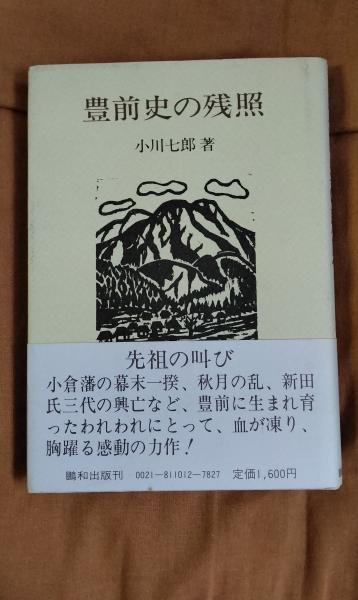 豊前史の残照
小川七郎 著
先祖の叫び
小倉藩の幕末一揆、秋月の乱、新田
氏三代の興亡など、豊前に生まれ育
ったわれわれにとって、血が凍り、
胸躍る感動の力作!
鵬和出版刊 0021-811012-7827 定価1,600円